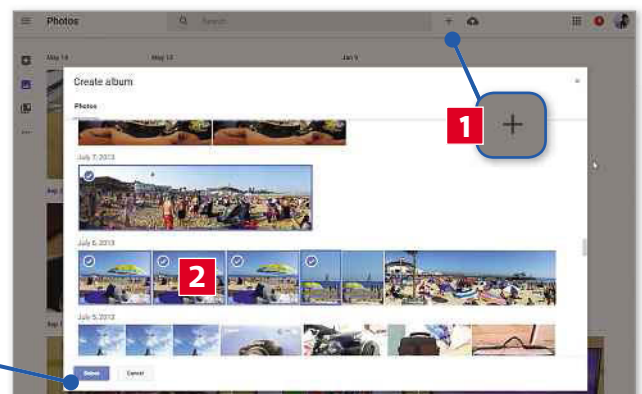 Photos
Search
May 14
May 13
Jan 9
Create album
Photos
1
July 7, 2013
July 6, 2013
2
July 5, 2013
Cancel